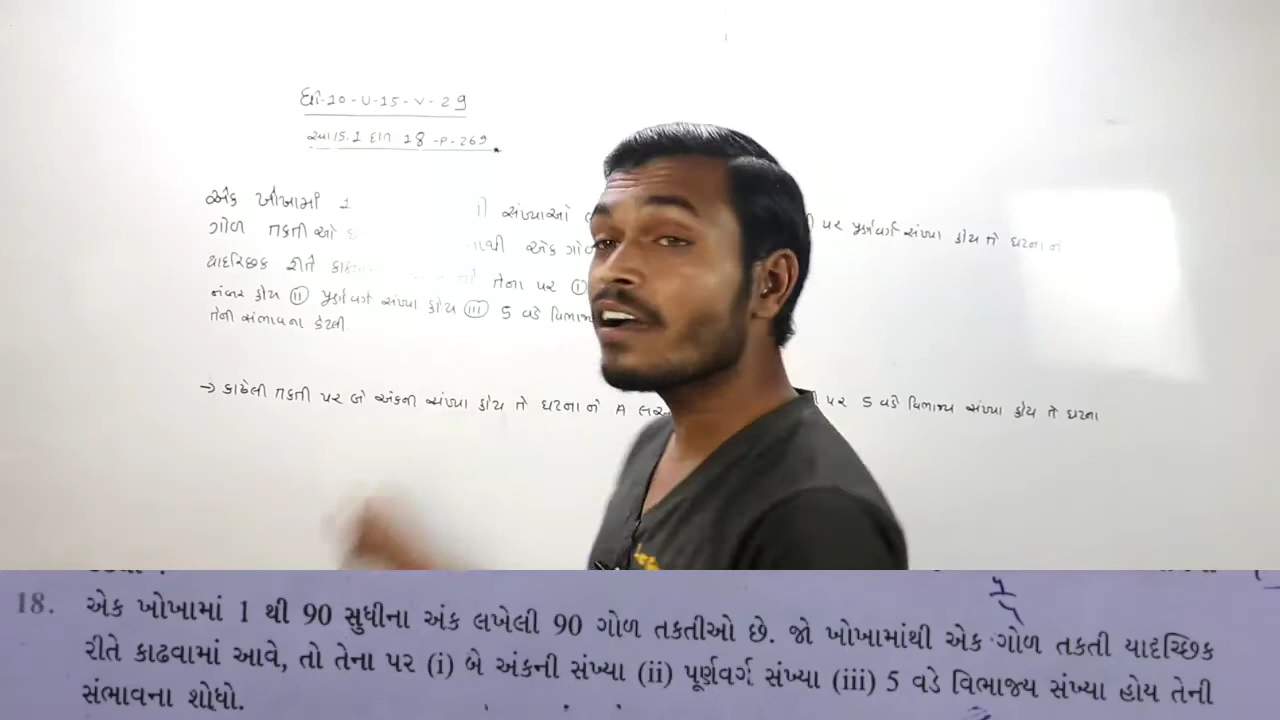 ધો-10-U-15-V-29
સ્વા 15.1 દાખ 18 -P-269
એક ખોખામાં 1 ની સંખ્યાઓ પર પૂર્ણવર્ગ સંખ્યા હોય તે ઘટનાને
ગોળ તકતીઓ છ માંથી એક ગોળ
યાદચ્છિક રીતે કાઢવામ તો તેના પર (i)
નંબર હોય (ii) પૂર્ણવર્ગ સંખ્યા હોય (iii) 5 વડે વિભાજ્ય
તેની સંભાવના કેટલી
→ કાઢેલી તકતી પર બે અંકની સંખ્યા હોય તે ઘટનાને A પર 5 વડે વિભાજ્ય સંખ્યા હોય તે ઘટના
18. એક ખોખામાં 1 થી 90 સુધીના અંક લખેલી 90 ગોળ તકતીઓ છે. જો ખોખામાંથી એક ગોળ તકતી યાદચ્છિક
રીતે કાઢવામાં આવે, તો તેના પર (i) બે અંકની સંખ્યા (ii) પૂર્ણવર્ગ સંખ્યા (iii) 5 વડે વિભાજ્ય સંખ્યા હોય તેની
સંભાવના શોધો.